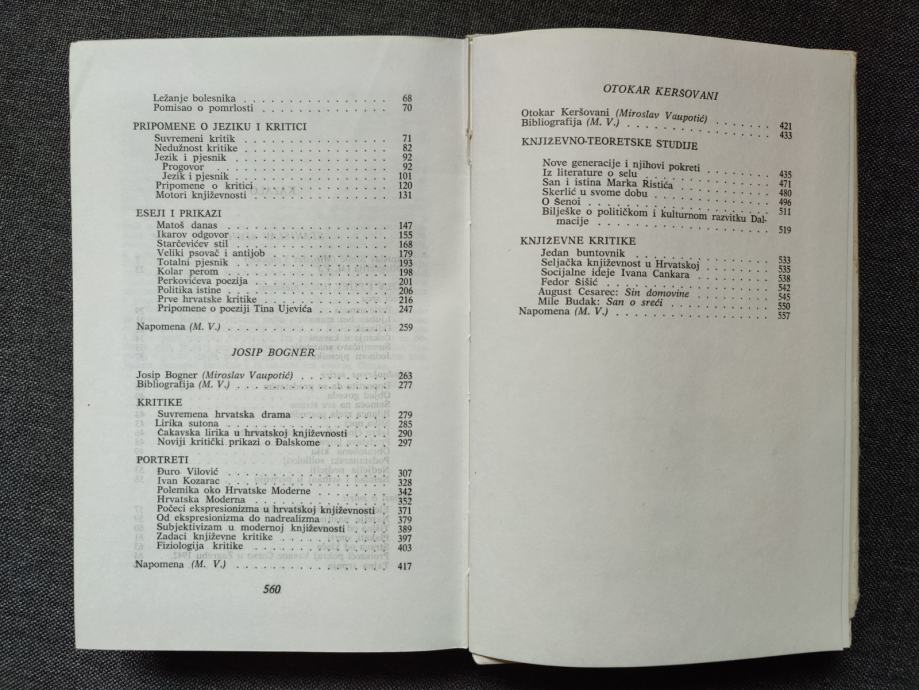 Ležanje bolesnika . . . . . . . . . . . . . . . 68
Pomisao o pomrlosti . . . . . . . . . . . . . . 70
PRIPOMENE O JEZIKU I KRITICI
Suvremeni kritik . . . . . . . . . . . . . . . 71
Nedužnost kritike . . . . . . . . . . . . . . . 82
Jezik i pjesnik . . . . . . . . . . . . . . . 92
Progovor . . . . . . . . . . . . . . . 92
Jezik i pjesnik . . . . . . . . . . . . . . . 101
Pripomene o kritici . . . . . . . . . . . . . . 120
Motori književnosti . . . . . . . . . . . . . . 131
ESEJI I PRIKAZI
Matoš danas . . . . . . . . . . . . . . . 147
Ikarov odgovor . . . . . . . . . . . . . . . 155
Starčevićev stil . . . . . . . . . . . . . . . 168
Veliki psovač i antijob . . . . . . . . . . . . 179
Totalni pjesnik . . . . . . . . . . . . . . . 193
Kolar perom . . . . . . . . . . . . . . . 198
Perkovićeva poezija . . . . . . . . . . . . . . 201
Politika istine . . . . . . . . . . . . . . . 206
Prve hrvatske kritike . . . . . . . . . . . . . 216
Pripomene o poeziji Tina Ujevića . . . . . . . . 247
Napomena (M. V.) . . . . . . . . . . . . . . . 259
JOSIP BOGNER
Josip Bogner (Miroslav Vaupotić) . . . . . . . . 263
Bibliografija (M. V.) . . . . . . . . . . . . . 277
KRITIKE
Suvremena hrvatska drama . . . . . . . . . . 279
Lirika sutona . . . . . . . . . . . . . . . 285
Čakavska lirika u hrvatskoj književnosti . . . . 290
Noviji kritički prikazi o Đalskome . . . . . . . 297
PORTRETI
Đuro Vilović . . . . . . . . . . . . . . . 307
Ivan Kozarac . . . . . . . . . . . . . . . 328
Polemika oko Hrvatske Moderne . . . . . . . . 342
Hrvatska Moderna . . . . . . . . . . . . . . 352
Počeci ekspresionizma u hrvatskoj književnosti . 371
Od ekspresionizma do nadrealizma . . . . . . . 379
Subjektivizam u modernoj književnosti . . . . . 389
Zadaci književne kritike . . . . . . . . . . . 397
Fiziologija kritike . . . . . . . . . . . . . . 403
Napomena (M. V.) . . . . . . . . . . . . . . . 417
560
OTOKAR KERŠOVANI
Otokar Keršovani (Miroslav Vaupotić) . . . . . . 421
Bibliografija (M. V.) . . . . . . . . . . . . . 433
KNJIŽEVNO-TEORETSKE STUDIJE
Nove generacije i njihovi pokreti . . . . . . . 435
Iz literature o selu . . . . . . . . . . . . . 471
San i istina Marka Ristića . . . . . . . . . . 480
Skerlić u svome dobu . . . . . . . . . . . . . 496
O Šenoi . . . . . . . . . . . . . . . 511
Bilješke o političkom i kulturnom razvitku Dal-
macije . . . . . . . . . . . . . . . 519
KNJIŽEVNE KRITIKE
Jedan buntovnik . . . . . . . . . . . . . . . 533
Seljačka književnost u Hrvatskoj . . . . . . . . 535
Socijalne ideje Ivana Cankara . . . . . . . . . 538
Fedor Šišić . . . . . . . . . . . . . . . 542
August Cesarec: Sin domovine . . . . . . . . . 545
Mile Budak: San o sreći . . . . . . . . . . . . 550
Napomena (M. V.) . . . . . . . . . . . . . . . 557